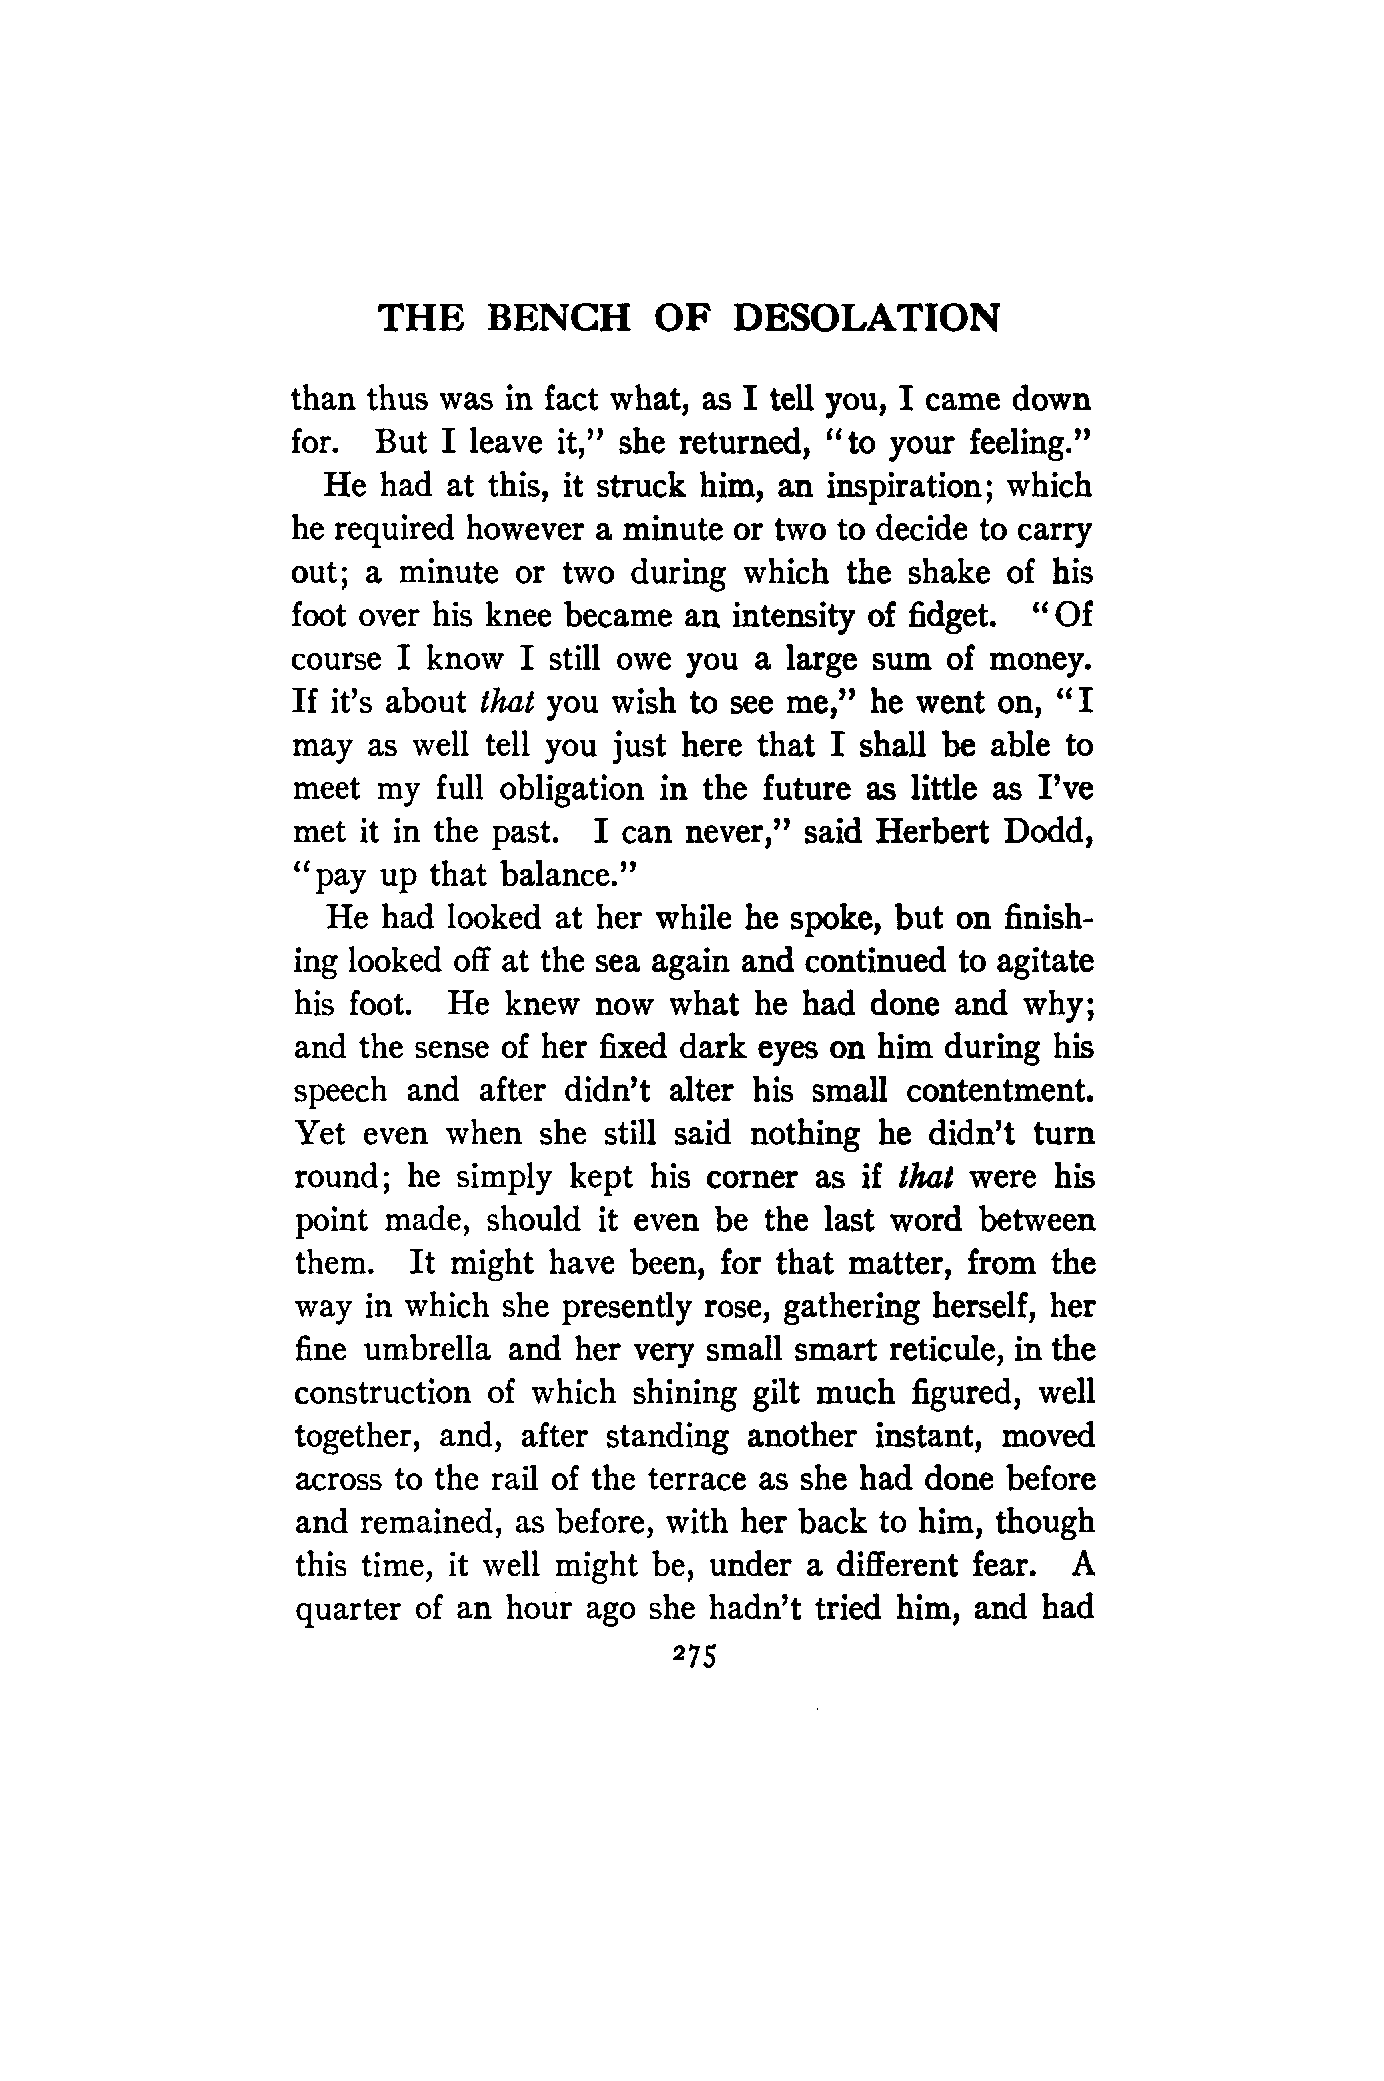 THE BENCH OF DESOLATION
than thus was in fact what, as I tell you, I came down
for. But I leave it,” she returned, “to your feeling.”
He had at this, it struck him, an inspiration; which
he required however a minute or two to decide to carry
out; a minute or two during which the shake of his
foot over his knee became an intensity of fidget. “Of
course I know I still owe you a large sum of money.
If it’s about that you wish to see me,” he went on, “I
may as well tell you just here that I shall be able to
meet my full obligation in the future as little as I’ve
met it in the past. I can never,” said Herbert Dodd,
“pay up that balance.”
He had looked at her while he spoke, but on finish-
ing looked off at the sea again and continued to agitate
his foot. He knew now what he had done and why;
and the sense of her fixed dark eyes on him during his
speech and after didn’t alter his small contentment.
Yet even when she still said nothing he didn’t turn
round; he simply kept his corner as if that were his
point made, should it even be the last word between
them. It might have been, for that matter, from the
way in which she presently rose, gathering herself, her
fine umbrella and her very small smart reticule, in the
construction of which shining gilt much figured, well
together, and, after standing another instant, moved
across to the rail of the terrace as she had done before
and remained, as before, with her back to him, though
this time, it well might be, under a different fear. A
quarter of an hour ago she hadn’t tried him, and had
275